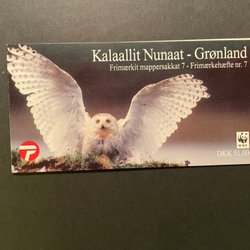 Kalaallit Nunaat - Grønland
Frimærkit mappersakkat 7 - Frimærkehæfte nr. 7
WWF
DKK 51,00